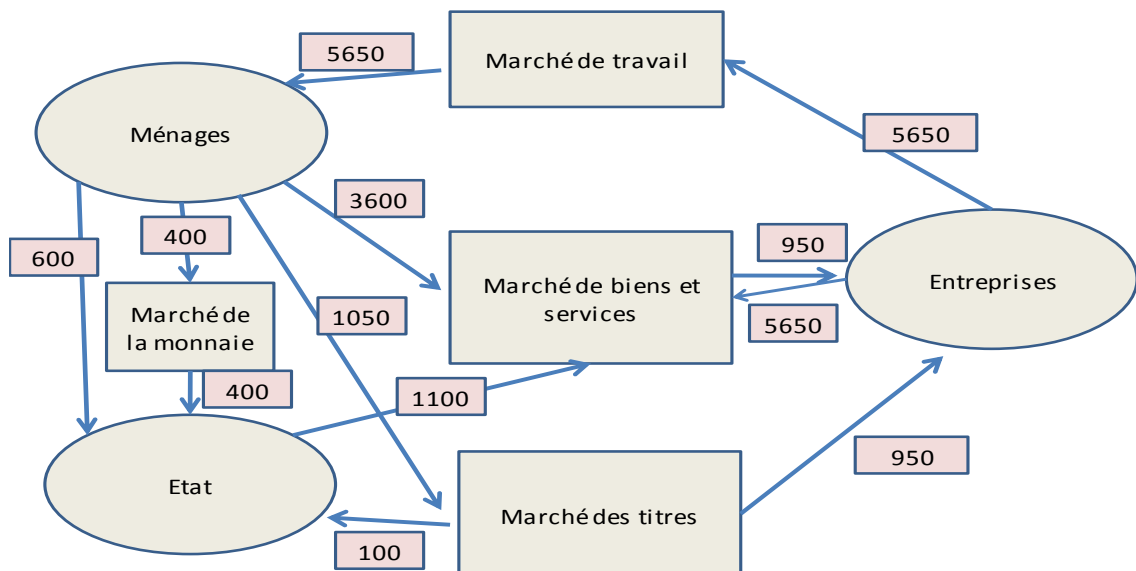 5650
Marché de travail
Ménages
5650
3600
400
950
600
Marché de biens et
services
Entreprises
Marché de
la monnaie
1050
5650
400
1100
950
Etat
Marché des titres
100